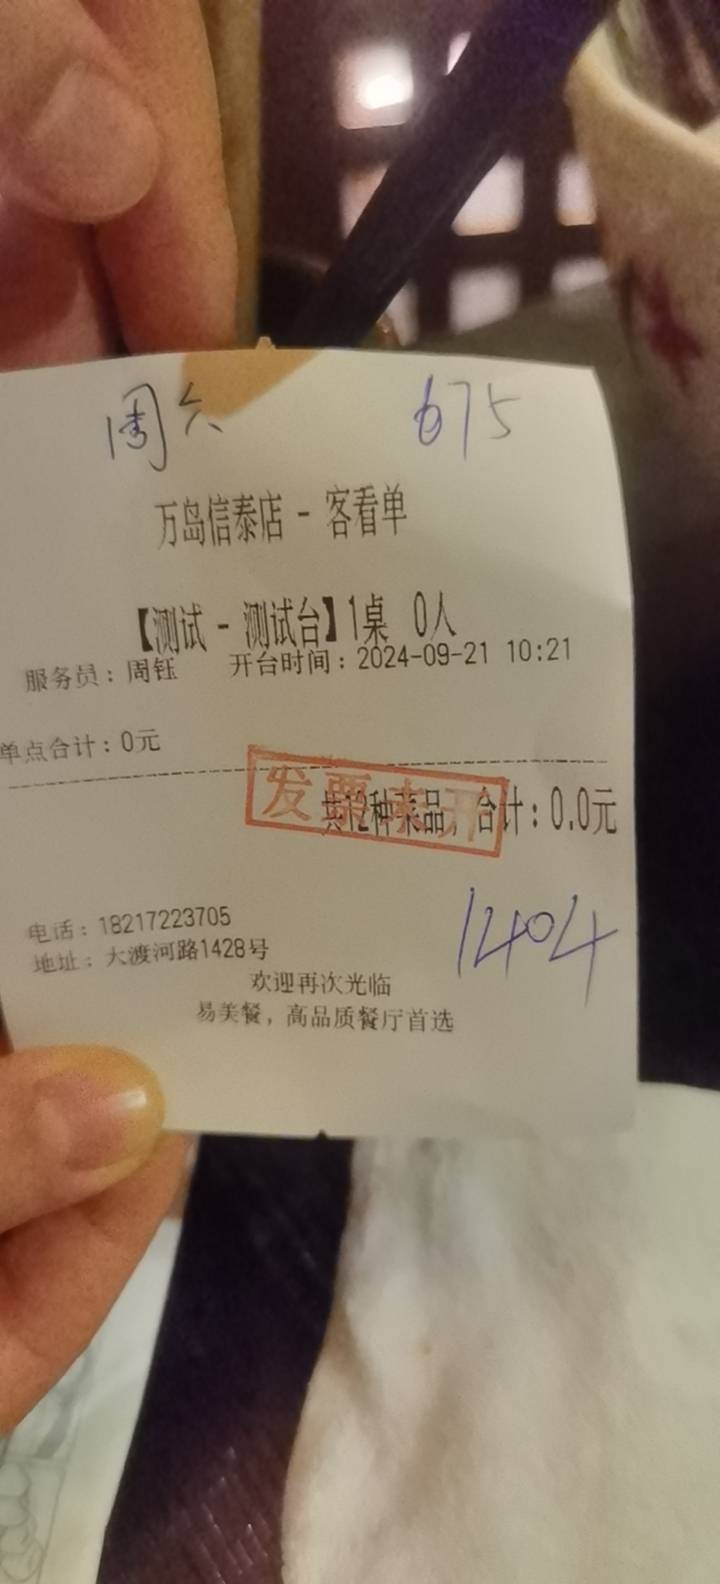 周六 675
万岛信泰店 - 客看单
【测试 - 测试台】1桌 0人
服务员：周钰 开台时间：2024-09-21 10:21
单点合计：0元
发票未开
共12种菜品，合计：0.0元
电话：18217223705
地址：大渡河路1428号
1404
欢迎再次光临
易美餐，高品质餐厅首选